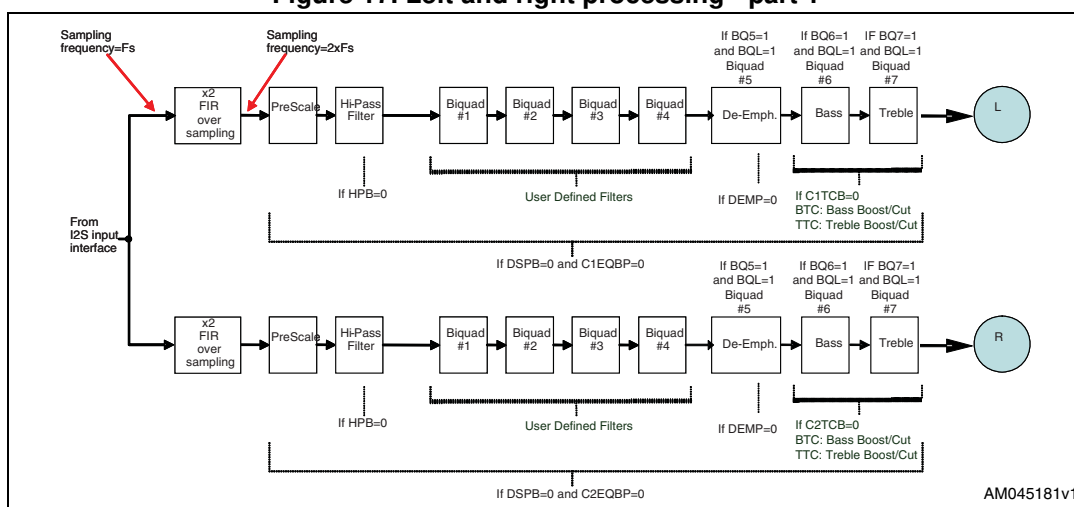 Figure 17. Left and right processing - part 1
Sampling
frequency=Fs
Sampling
frequency=2xFs
If BQ5=1
and BQL=1
Biquad
#5
If BQ6=1
and BQL=1
Biquad
#6
IF BQ7=1
and BQL=1
Biquad
#7
x2
FIR
over
sampling
PreScale
Hi-Pass
Filter
Biquad
#1
Biquad
#2
Biquad
#3
Biquad
#4
De-Emph.
Bass
Treble
L
If HPB=0
User Defined Filters
If DEMP=0
If C1TCB=0
BTC: Bass Boost/Cut
TTC: Treble Boost/Cut
From
I2S input
interface
If DSPB=0 and C1EQBP=0
If BQ5=1
and BQL=1
Biquad
#5
If BQ6=1
and BQL=1
Biquad
#6
IF BQ7=1
and BQL=1
Biquad
#7
x2
FIR
over
sampling
PreScale
Hi-Pass
Filter
Biquad
#1
Biquad
#2
Biquad
#3
Biquad
#4
De-Emph.
Bass
Treble
R
If HPB=0
User Defined Filters
If DEMP=0
If C2TCB=0
BTC: Bass Boost/Cut
TTC: Treble Boost/Cut
If DSPB=0 and C2EQBP=0
AM045181v1